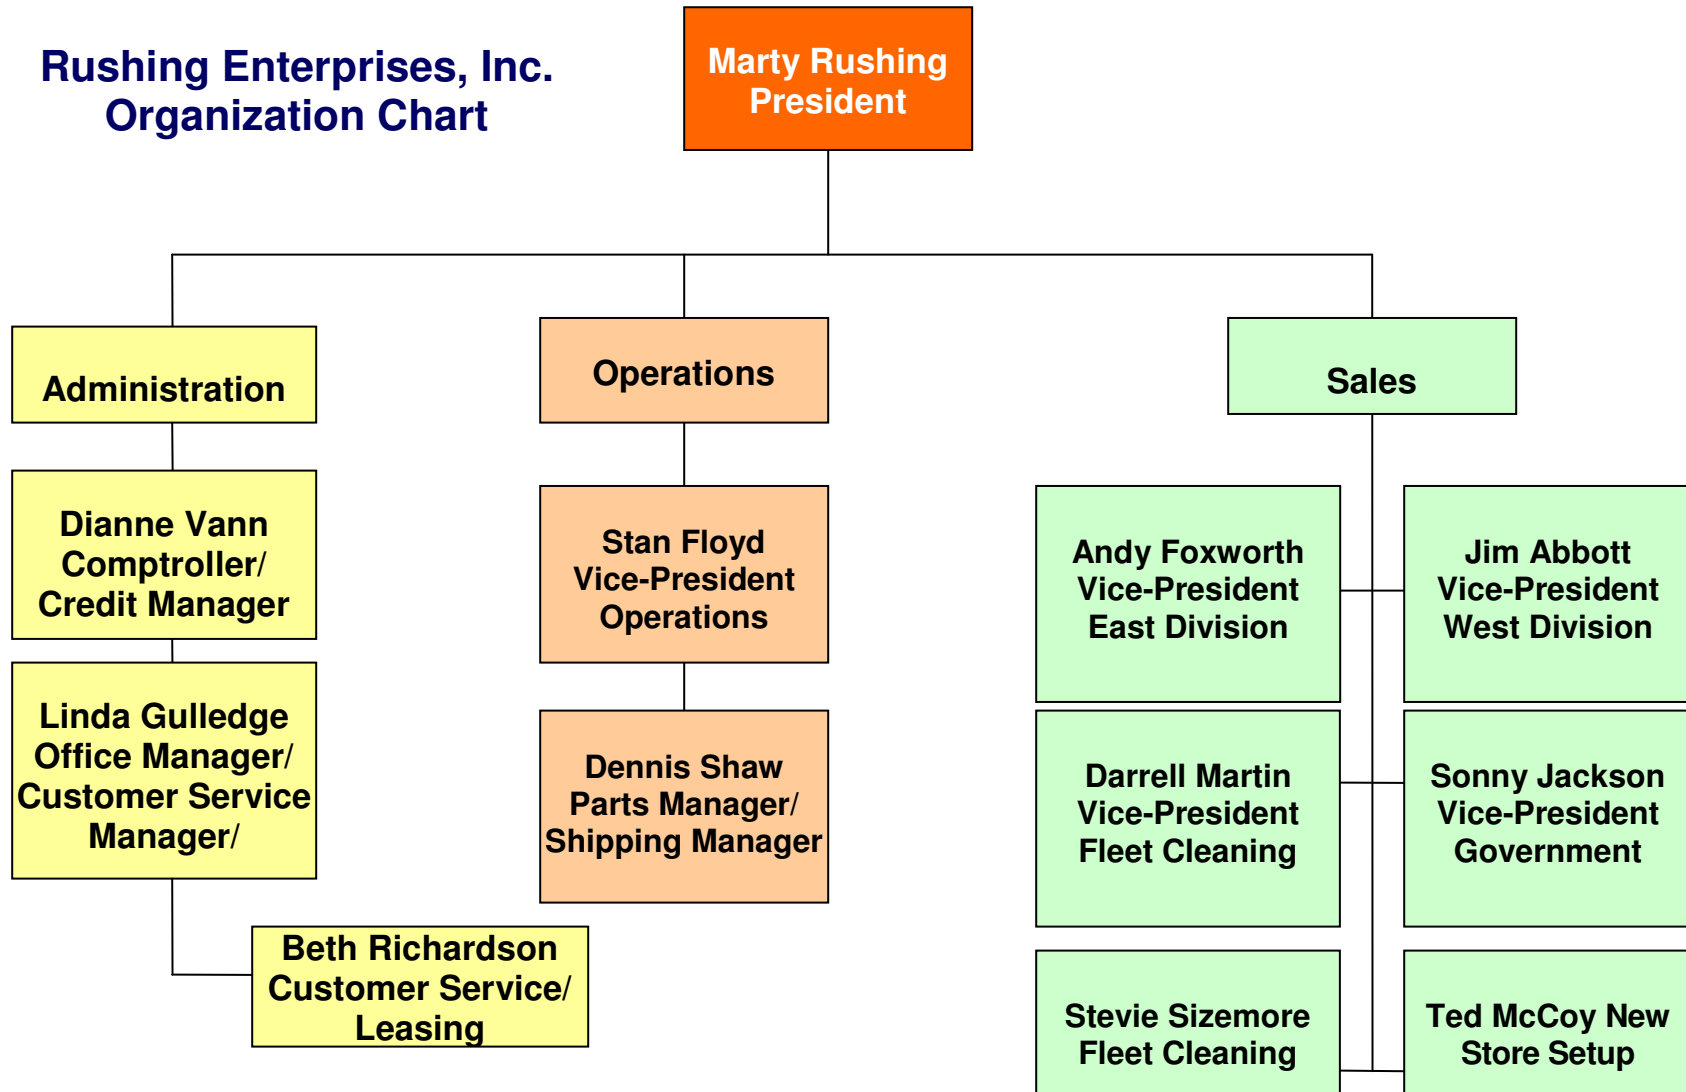 Rushing Enterprises, Inc.
Organization Chart
Marty Rushing
President
Administration
Operations
Sales
Dianne Vann
Comptroller/
Credit Manager
Linda Gulledge
Office Manager/
Customer Service
Manager/
Beth Richardson
Customer Service/
Leasing
Stan Floyd
Vice-President
Operations
Dennis Shaw
Parts Manager/
Shipping Manager
Andy Foxworth
Vice-President
East Division
Jim Abbott
Vice-President
West Division
Darrell Martin
Vice-President
Fleet Cleaning
Sonny Jackson
Vice-President
Government
Stevie Sizemore
Fleet Cleaning
Ted McCoy New
Store Setup